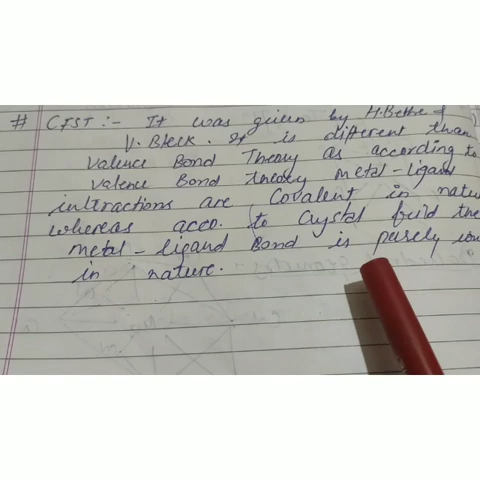 # CFST :- It was given by H.Bethe &
V. Bleck. It is different than
Valence Bond Theory as according to
valence Bond theory metal-ligand
interactions are Covalent in natu
whereas acco. to Crystal feild the
metal - ligand Bond is purely
in nature.